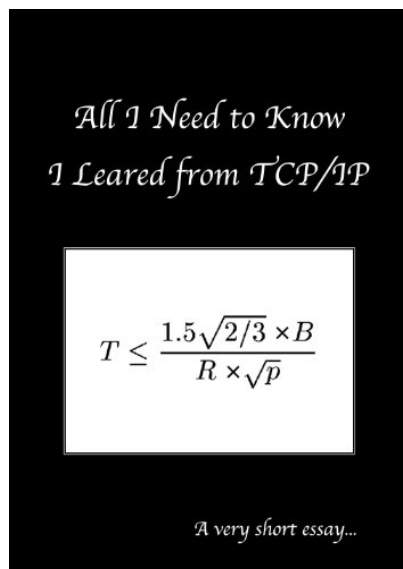 All I Need to Know
I Leared from TCP/IP
T ≤ 1.5√2/3 ×B
R ×√p
A very short essay...